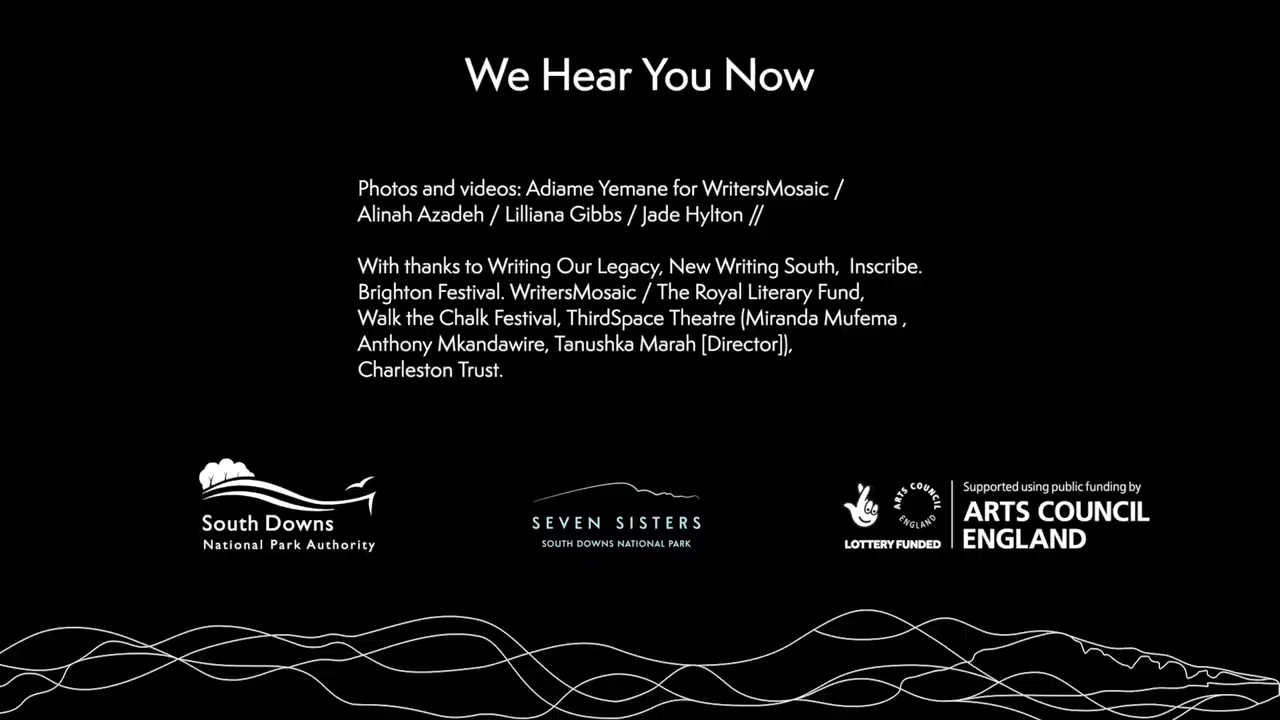 We Hear You Now
Photos and videos: Adiame Yemane for WritersMosaic /
Alinah Azadeh / Lilliana Gibbs / Jade Hylton //
With thanks to Writing Our Legacy, New Writing South,  Inscribe.
Brighton Festival. WritersMosaic / The Royal Literary Fund,
Walk the Chalk Festival, ThirdSpace Theatre (Miranda Mufema ,
Anthony Mkandawire, Tanushka Marah [Director]),
Charleston Trust.
South Downs
National Park Authority
SEVEN SISTERS
SOUTH DOWNS NATIONAL PARK
LOTTERY FUNDED
ARTS COUNCIL
ENGLAND
Supported using public funding by
ARTS COUNCIL
ENGLAND